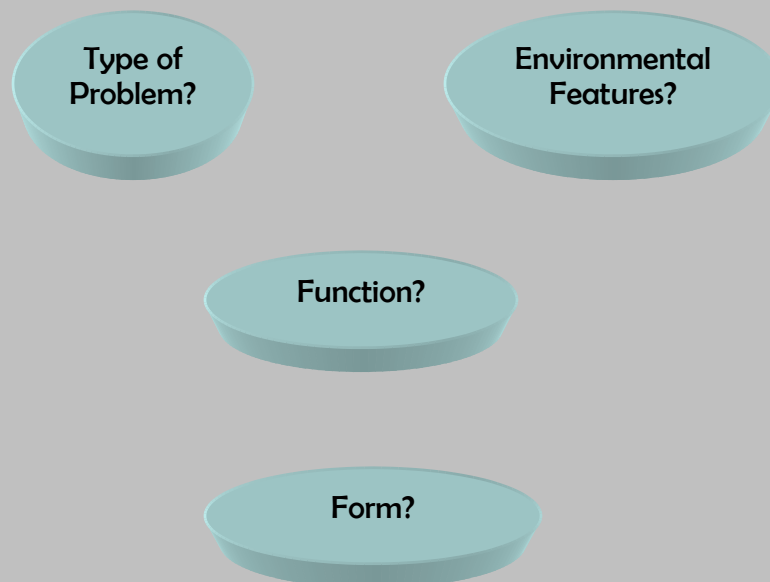 Type of
Problem?
Environmental
Features?
Function?
Form?